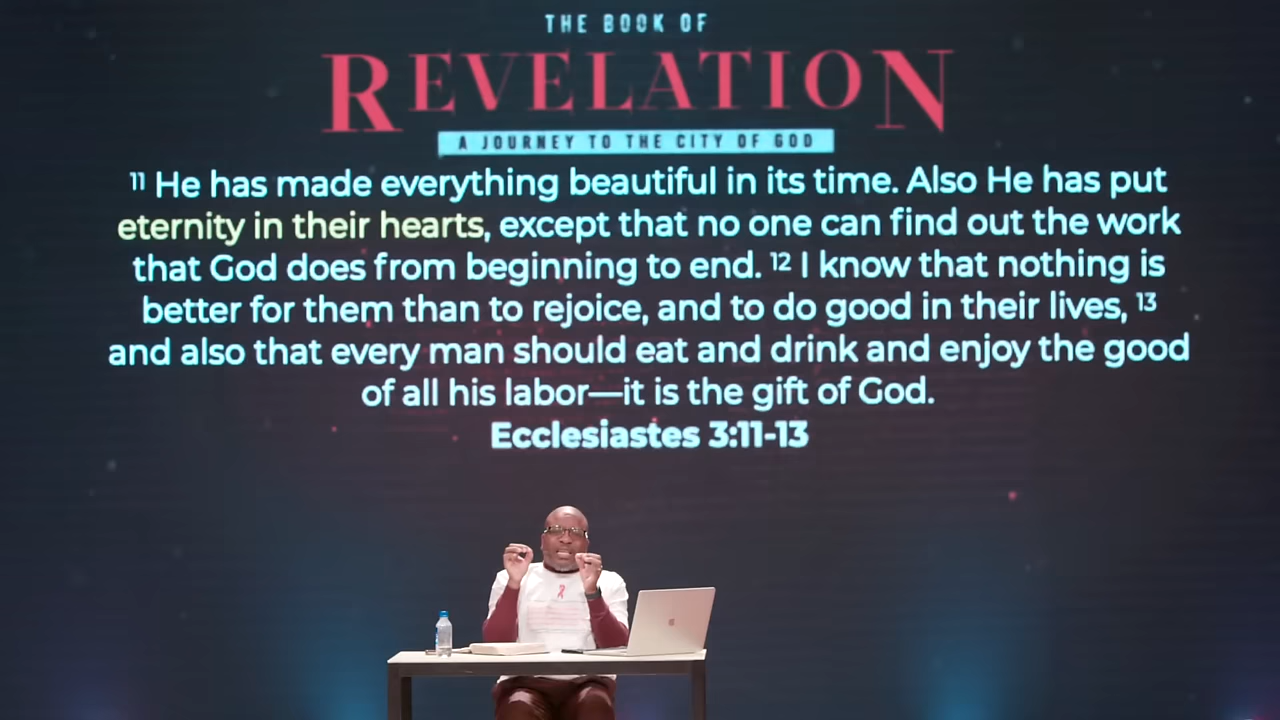 THE BOOK OF
REVELATION
A JOURNEY TO THE CITY OF GOD
11 He has made everything beautiful in its time. Also He has put
eternity in their hearts, except that no one can find out the work
that God does from beginning to end. 12 I know that nothing is
better for them than to rejoice, and to do good in their lives, 13
and also that every man should eat and drink and enjoy the good
of all his labor—it is the gift of God.
Ecclesiastes 3:11-13